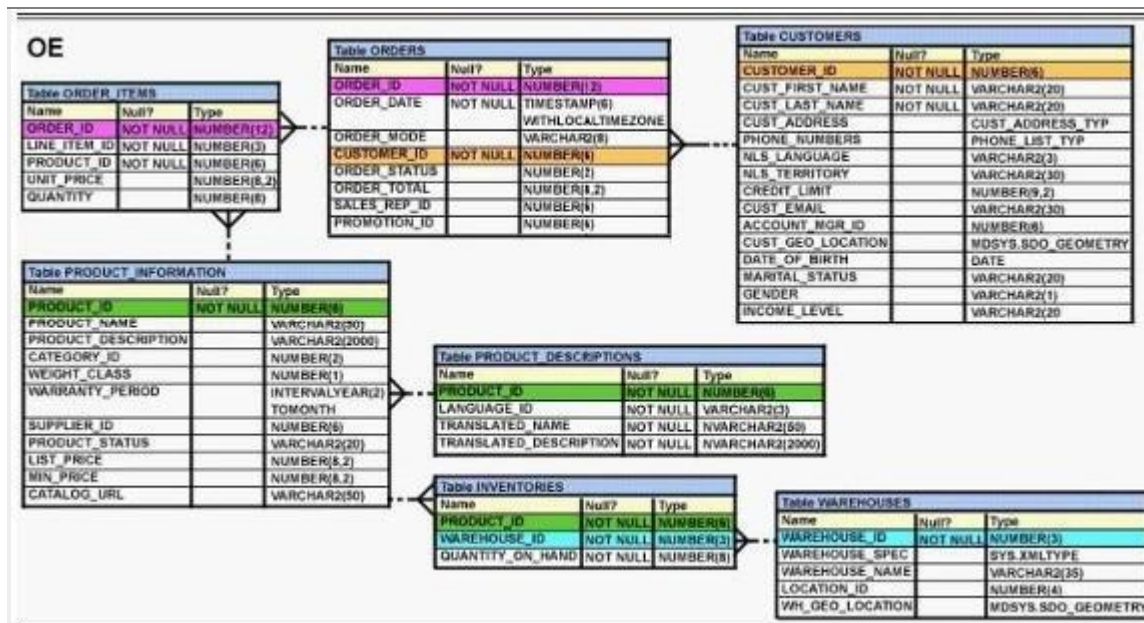 OE
Table ORDER_ITEMS
Name Null? Type
ORDER_ID NOT NULL NUMBER(12)
LINE_ITEM_ID NOT NULL NUMBER(3)
PRODUCT_ID NOT NULL NUMBER(6)
UNIT_PRICE NUMBER(8,2)
QUANTITY NUMBER(8)
Table ORDERS
Name Null? Type
ORDER_ID NOT NULL NUMBER(12)
ORDER_DATE NOT NULL TIMESTAMP(6)
WITHLOCALTIMEZONE
ORDER_MODE VARCHAR2(8)
CUSTOMER_ID NOT NULL NUMBER(6)
ORDER_STATUS NUMBER(2)
ORDER_TOTAL NUMBER(8,2)
SALES_REP_ID NUMBER(6)
PROMOTION_ID NUMBER(6)
Table CUSTOMERS
Name Null? Type
CUSTOMER_ID NOT NULL NUMBER(6)
CUST_FIRST_NAME NOT NULL VARCHAR2(20)
CUST_LAST_NAME NOT NULL VARCHAR2(20)
CUST_ADDRESS CUST_ADDRESS_TYP
PHONE_NUMBERS PHONE_LIST_TYP
NLS_LANGUAGE VARCHAR2(3)
NLS_TERRITORY VARCHAR2(30)
CREDIT_LIMIT NUMBER(9,2)
CUST_EMAIL VARCHAR2(30)
ACCOUNT_MGR_ID NUMBER(6)
CUST_GEO_LOCATION MDSYS.SDO_GEOMETRY
DATE_OF_BIRTH DATE
MARITAL_STATUS VARCHAR2(20)
GENDER VARCHAR2(1)
INCOME_LEVEL VARCHAR2(20
Table PRODUCT_INFORMATION
Name Null? Type
PRODUCT_ID NOT NULL NUMBER(6)
PRODUCT_NAME VARCHAR2(50)
PRODUCT_DESCRIPTION VARCHAR2(2000)
CATEGORY_ID NUMBER(2)
WEIGHT_CLASS NUMBER(1)
WARRANTY_PERIOD INTERVALYEAR(2)
TOMONTH
SUPPLIER_ID NUMBER(6)
PRODUCT_STATUS VARCHAR2(20)
LIST_PRICE NUMBER(8,2)
MIN_PRICE NUMBER(8,2)
CATALOG_URL VARCHAR2(50)
Table PRODUCT_DESCRIPTIONS
Name Null? Type
PRODUCT_ID NOT NULL NUMBER(6)
LANGUAGE_ID NOT NULL VARCHAR2(3)
TRANSLATED_NAME NOT NULL NVARCHAR2(50)
TRANSLATED_DESCRIPTION NOT NULL NVARCHAR2(2000)
Table INVENTORIES
Name Null? Type
PRODUCT_ID NOT NULL NUMBER(6)
WAREHOUSE_ID NOT NULL NUMBER(3)
QUANTITY_ON_HAND NOT NULL NUMBER(8)
Table WAREHOUSES
Name Null? Type
WAREHOUSE_ID NOT NULL NUMBER(3)
WAREHOUSE_SPEC SYS.XMLTYPE
WAREHOUSE_NAME VARCHAR2(35)
LOCATION_ID NUMBER(4)
WH_GEO_LOCATION MDSYS.SDO_GEOMETRY